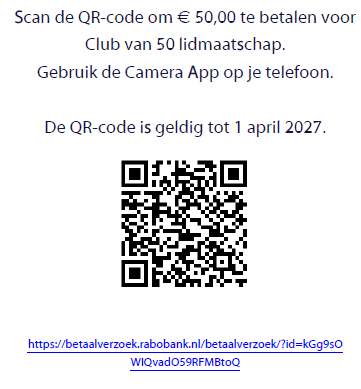 Scan de QR-code om € 50,00 te betalen voor
Club van 50 lidmaatschap.
Gebruik de Camera App op je telefoon.
De QR-code is geldig tot 1 april 2027.
https://betaalverzoek.rabobank.nl/betaalverzoek/?id=kGg9sO
WIQvadO59RFMBtoQ